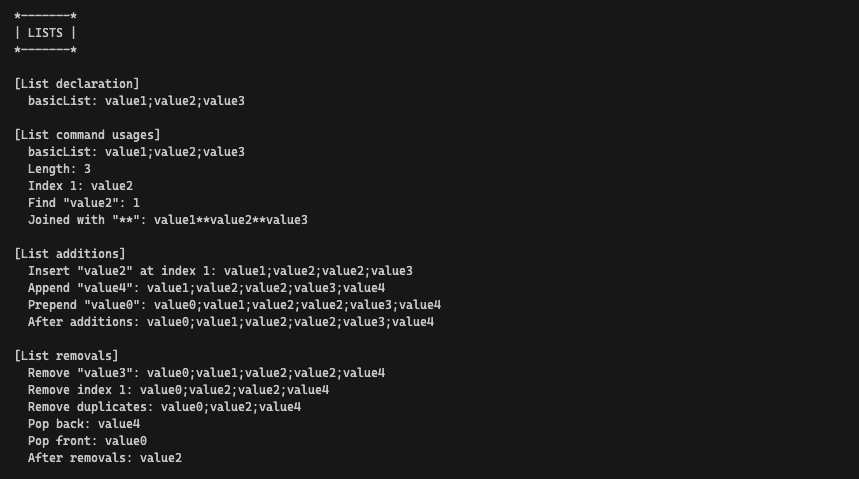 *-------*
| LISTS |
*-------*

[List declaration]
  basicList: value1;value2;value3

[List command usages]
  basicList: value1;value2;value3
  Length: 3
  Index 1: value2
  Find "value2": 1
  Joined with "**": value1**value2**value3

[List additions]
  Insert "value2" at index 1: value1;value2;value2;value3
  Append "value4": value1;value2;value2;value3;value4
  Prepend "value0": value0;value1;value2;value2;value3;value4
  After additions: value0;value1;value2;value2;value3;value4

[List removals]
  Remove "value3": value0;value1;value2;value2;value4
  Remove index 1: value0;value2;value2;value4
  Remove duplicates: value0;value2;value4
  Pop back: value4
  Pop front: value0
  After removals: value2